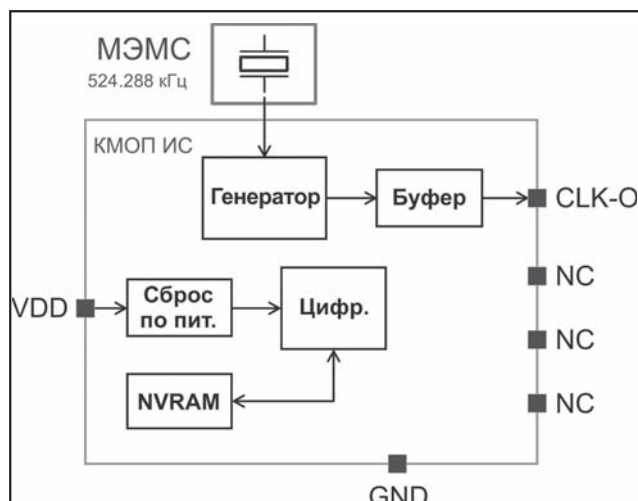 МЭМС
524.288 кГц
КМОП ИС
Генератор
Буфер
CLK-O
NC
VDD
Сброс
по пит.
Цифр.
NC
NVRAM
NC
GND